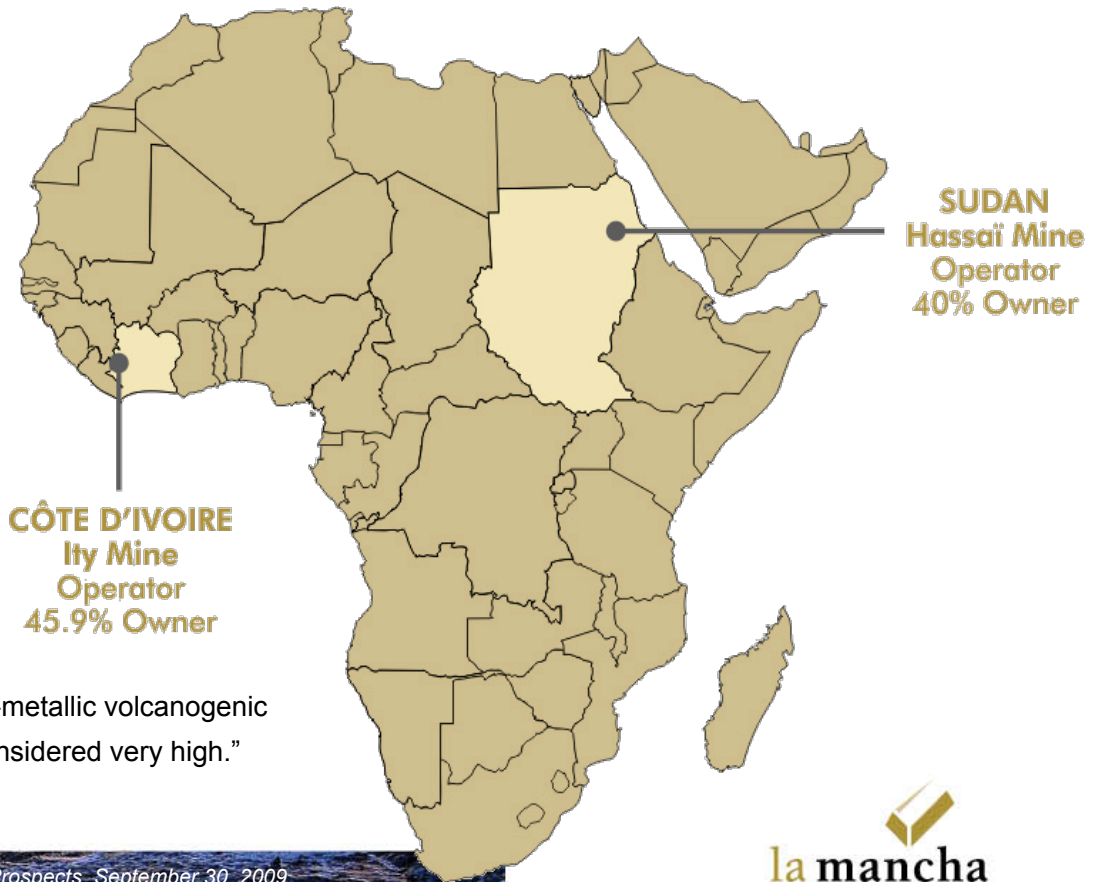 SUDAN
Hassaï Mine
Operator
40% Owner
CÔTE D’IVOIRE
Ity Mine
Operator
45.9% Owner
-metallic volcanogenic
nsidered very high.”
Prospects, September 30, 2009
la mancha